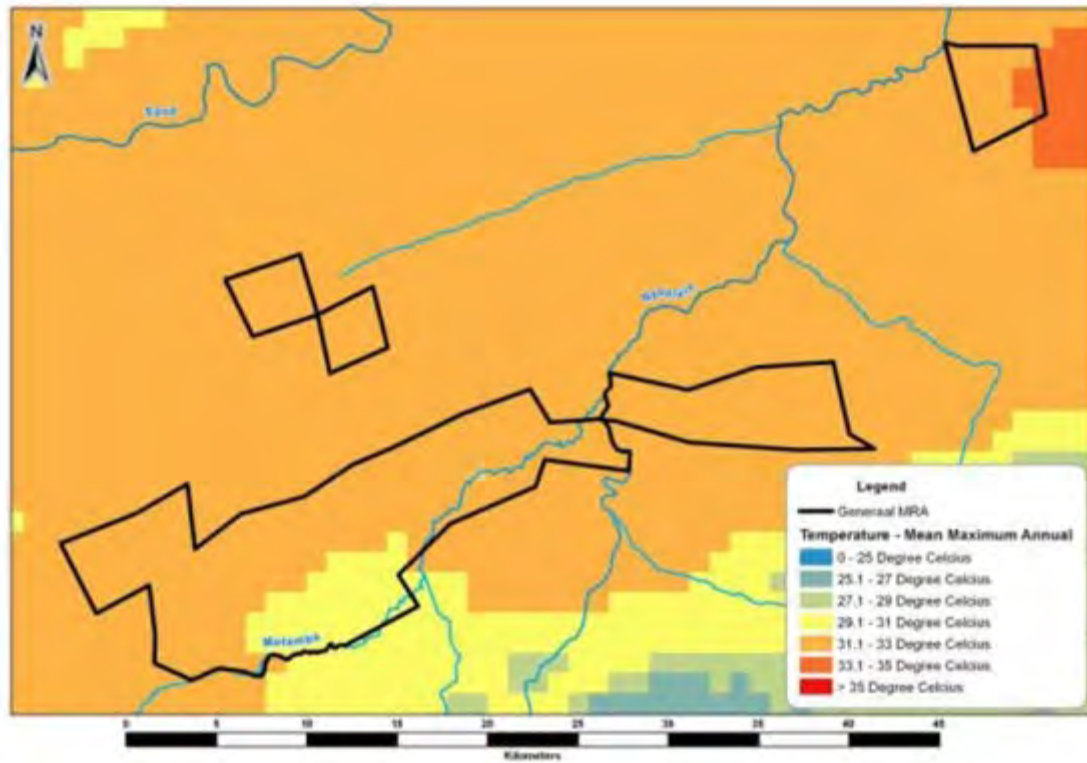 N
Sand
Nzhelele
Mutamba
Legend
Generaal MRA
Temperature - Mean Maximum Annual
0 - 25 Degree Celcius
25.1 - 27 Degree Celcius
27.1 - 29 Degree Celcius
29.1 - 31 Degree Celcius
31.1 - 33 Degree Celcius
33.1 - 35 Degree Celcius
> 35 Degree Celcius
0 5 10 15 20 25 30 35 40 45
Kilometers